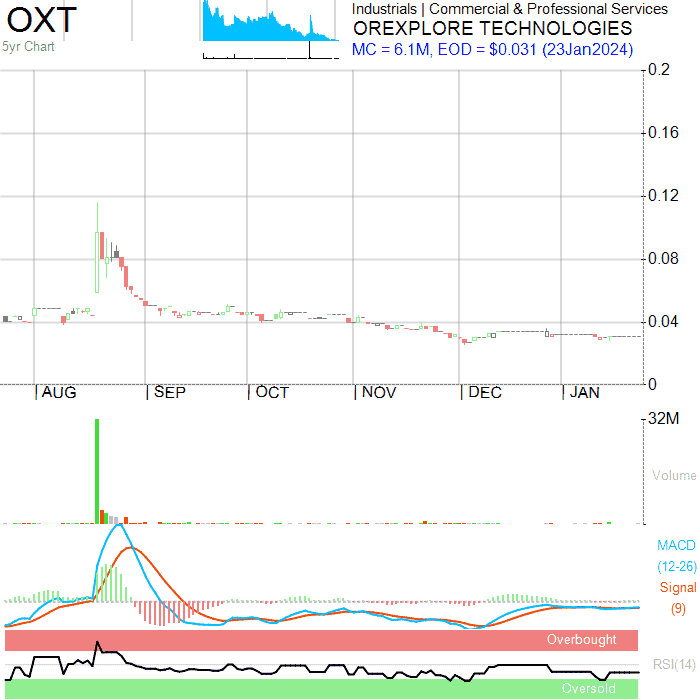 OXT
5yr Chart
Industrials | Commercial & Professional Services
OREXPLORE TECHNOLOGIES
MC = 6.1M, EOD = $0.031 (23Jan2024)
0.2
0.16
0.12
0.08
0.04
0
AUG SEP OCT NOV DEC JAN
32M
Volume
MACD
(12-26)
Signal
(9)
Overbought
RSI(14)
Oversold